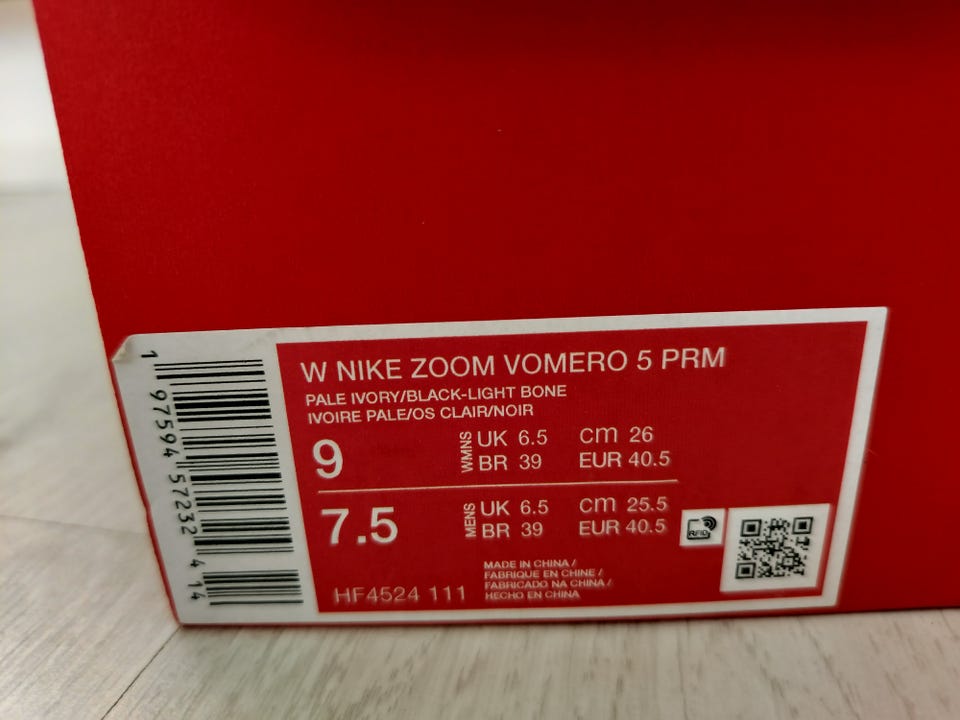 W NIKE ZOOM VOMERO 5 PRM
PALE IVORY/BLACK-LIGHT BONE
IVOIRE PALE/OS CLAIR/NOIR
9
WMNS
UK 6.5 cm 26
BR 39 EUR 40.5
7.5
MENS
UK 6.5 cm 25.5
BR 39 EUR 40.5
RFID
MADE IN CHINA /
FABRIQUE EN CHINE /
FABRICADO NA CHINA /
HECHO EN CHINA
HF4524 111
1 97594 57232 4 14